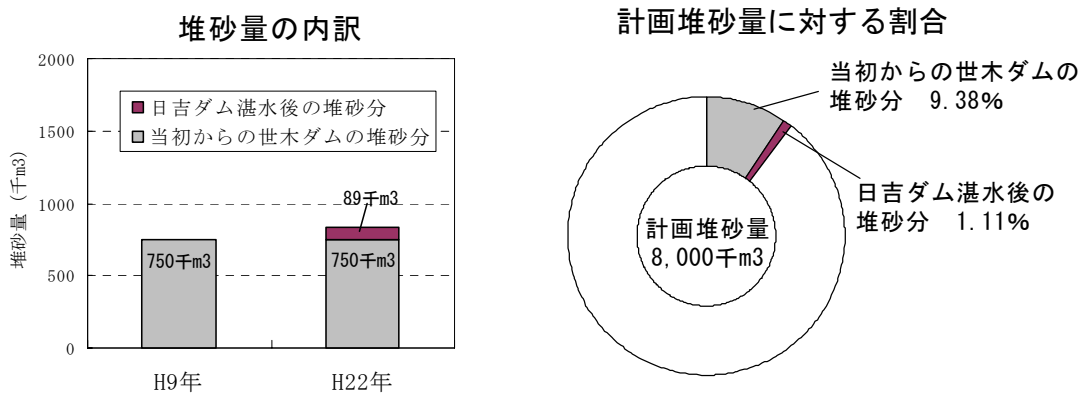 堆砂量の内訳
堆砂量（千m3）
2000
1500
1000
500
0
日吉ダム湛水後の堆砂分
当初からの世木ダムの堆砂分
89千m3
750千m3
750千m3
H9年
H22年
計画堆砂量に対する割合
当初からの世木ダムの
堆砂分　9.38%
日吉ダム湛水後の
堆砂分　1.11%
計画堆砂量
8,000千m3